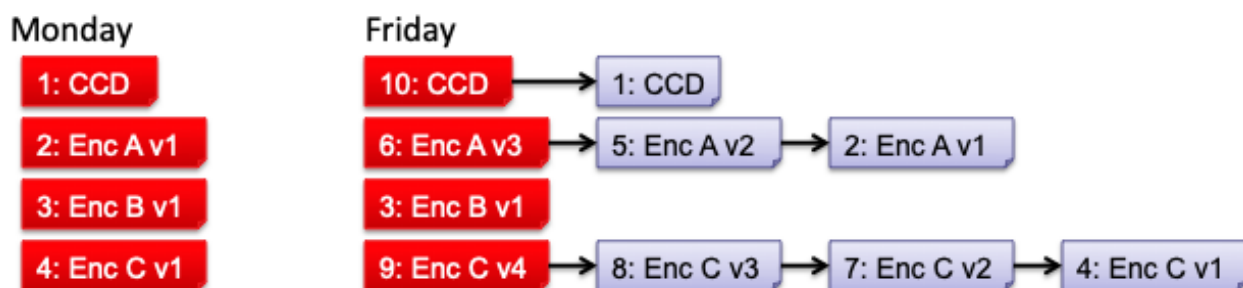 Monday Friday
1: CCD 10: CCD 1: CCD
2: Enc A v1 6: Enc A v3 5: Enc A v2 2: Enc A v1
3: Enc B v1 3: Enc B v1
4: Enc C v1 9: Enc C v4 8: Enc C v3 7: Enc C v2 4: Enc C v1